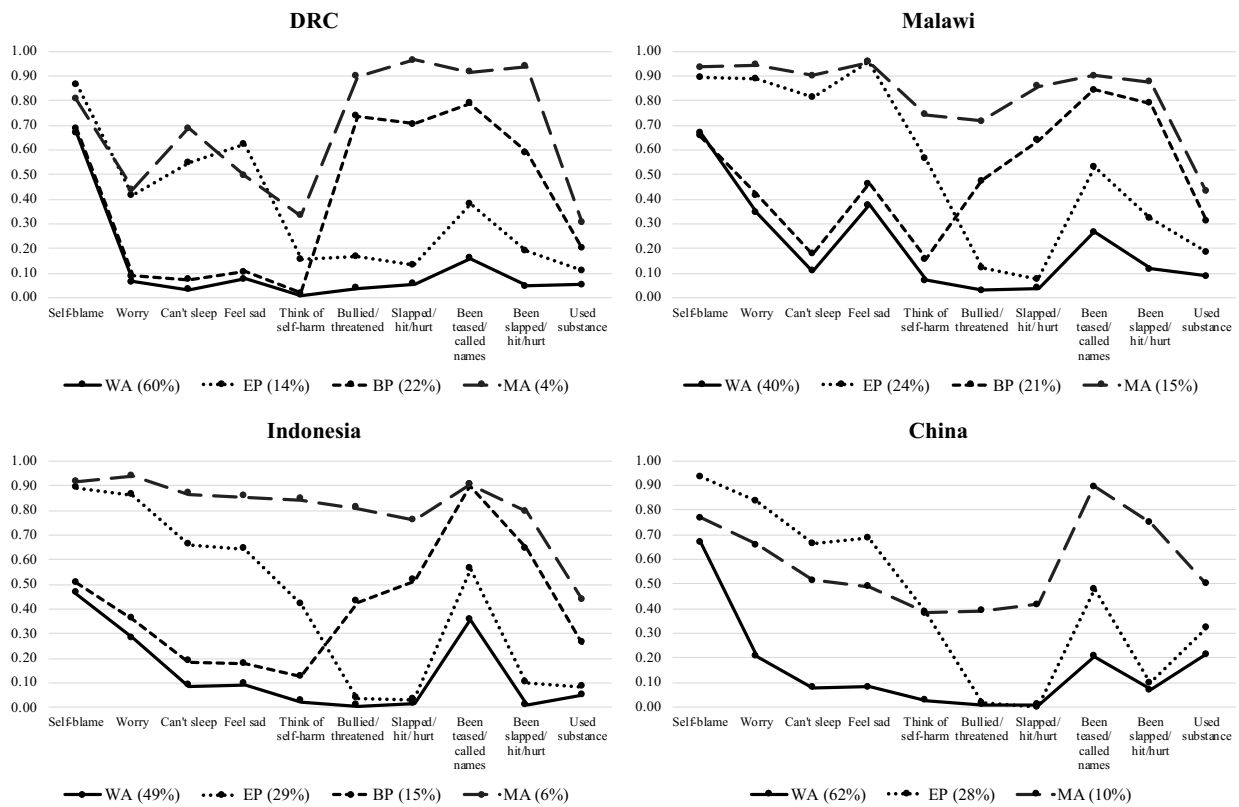 DRC
1.00
0.90
0.80
0.70
0.60
0.50
0.40
0.30
0.20
0.10
0.00
Self-blame Worry Can't sleep Feel sad Think of Bullied/ Slapped/ Been Been Used
self-harm threatened hit/hurt teased/ slapped/ substance
called hit/hurt
names
WA (60%) EP (14%) BP (22%) MA (4%)
Malawi
1.00
0.90
0.80
0.70
0.60
0.50
0.40
0.30
0.20
0.10
0.00
Self-blame Worry Can't sleep Feel sad Think of Bullied/ Slapped/ Been Been Used
self-harm threatened hit/hurt teased/ slapped/ substance
called hit/hurt
names
WA (40%) EP (24%) BP (21%) MA (15%)
Indonesia
1.00
0.90
0.80
0.70
0.60
0.50
0.40
0.30
0.20
0.10
0.00
Self-blame Worry Can't sleep Feel sad Think of Bullied/ Slapped/ Been Been Used
self-harm threatened hit/hurt teased/ slapped/ substance
called hit/hurt
names
WA (49%) EP (29%) BP (15%) MA (6%)
China
1.00
0.90
0.80
0.70
0.60
0.50
0.40
0.30
0.20
0.10
0.00
Self-blame Worry Can't sleep Feel sad Think of Bullied/ Slapped/ Been Been Used
self-harm threatened hit/hurt teased/ slapped/ substance
called hit/hurt
names
WA (62%) EP (28%) MA (10%)